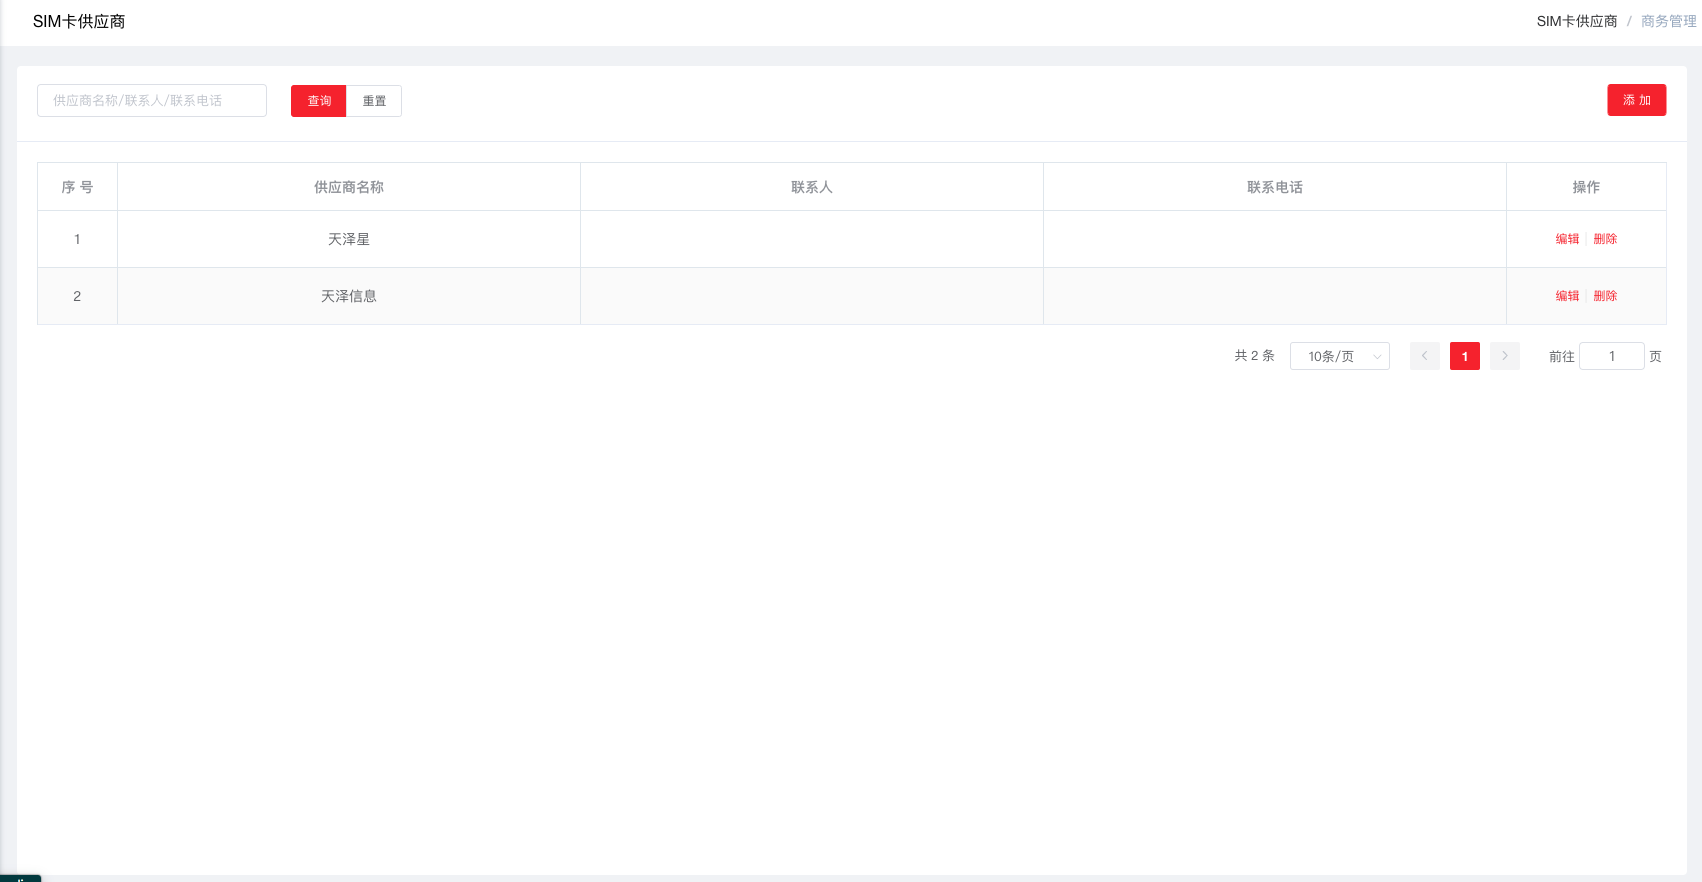 SIM卡供应商
SIM卡供应商 / 商务管理
供应商名称/联系人/联系电话 查询 重置 添 加
序 号 供应商名称 联系人 联系电话 操作
1 天泽星 编辑 删除
2 天泽信息 编辑 删除
共 2 条 10条/页 1 前往 1 页